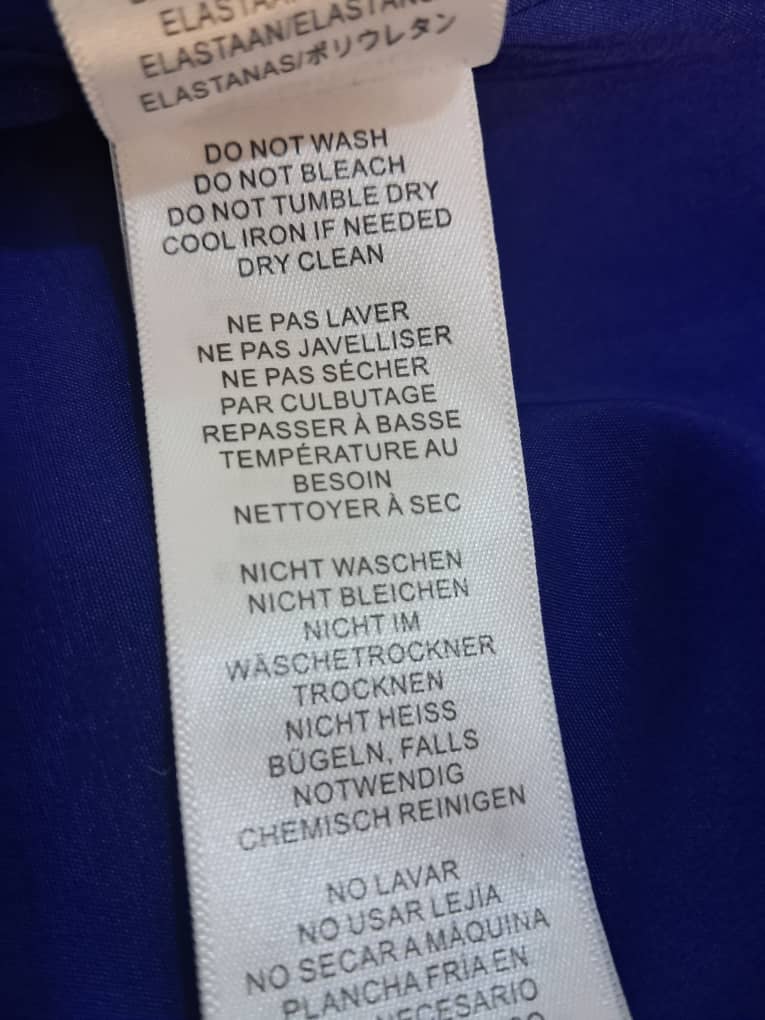 ELASTAAN/ELASTANO
ELASTANAS/ポリウレタン
DO NOT WASH
DO NOT BLEACH
DO NOT TUMBLE DRY
COOL IRON IF NEEDED
DRY CLEAN
NE PAS LAVER
NE PAS JAVELLISER
NE PAS SÉCHER
PAR CULBUTAGE
REPASSER À BASSE
TEMPÉRATURE AU
BESOIN
NETTOYER À SEC
NICHT WASCHEN
NICHT BLEICHEN
NICHT IM
WÄSCHETROCKNER
TROCKNEN
NICHT HEISS
BÜGELN, FALLS
NOTWENDIG
CHEMISCH REINIGEN
NO LAVAR
NO USAR LEJÍA
NO SECAR A MÁQUINA
PLANCHA FRÍA EN
NECESARIO